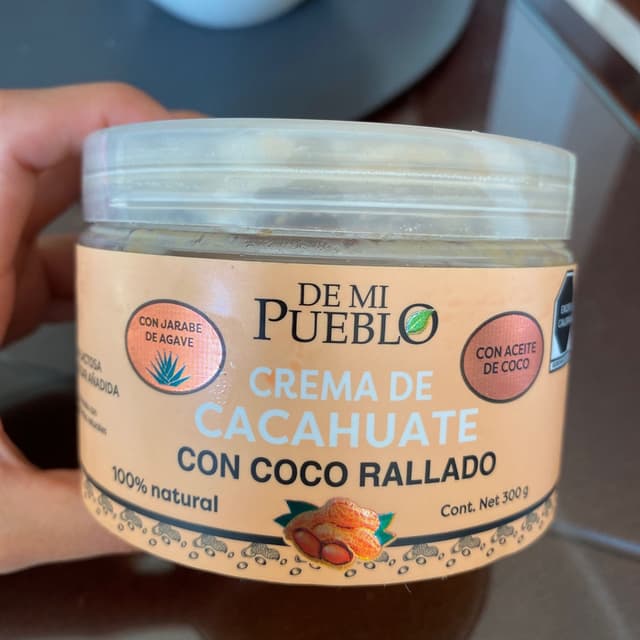 DE MI
PUEBLO
CON JARABE
DE AGAVE
CON ACEITE
DE COCO
CREMA DE
CACAHUATE
CON COCO RALLADO
100% natural
Cont. Net 300 g
AÑADIDA